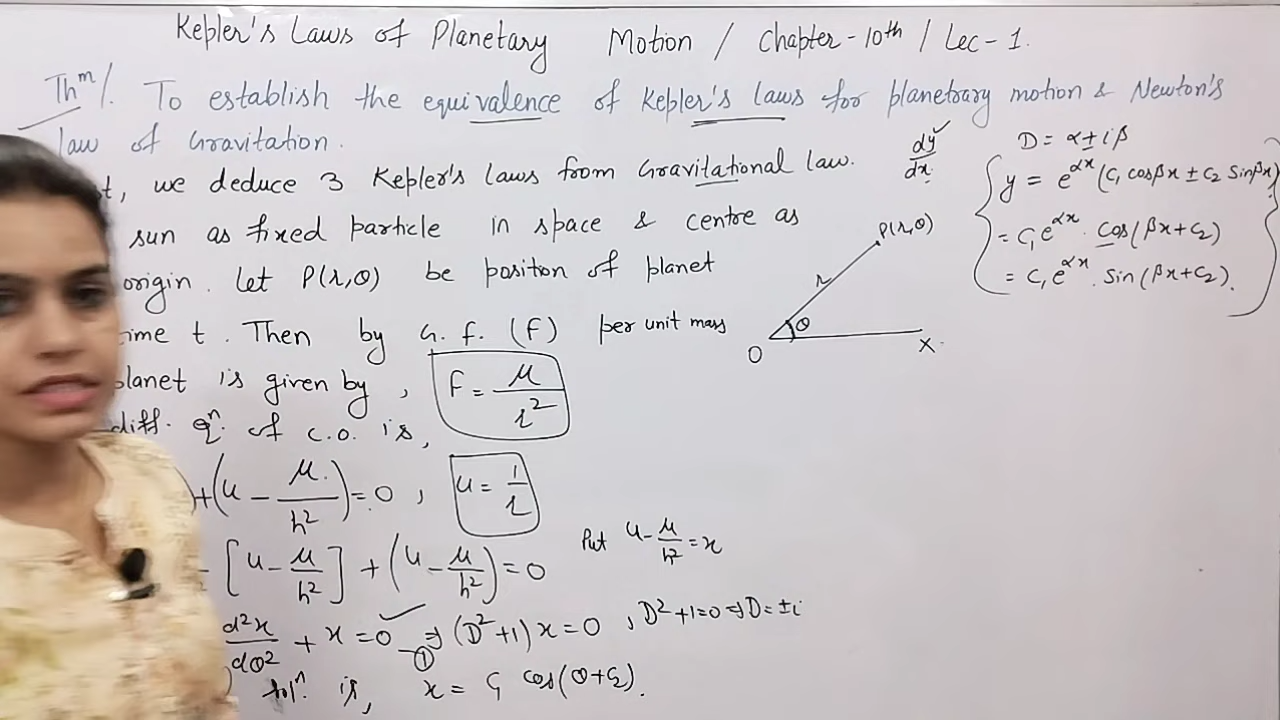 Kepler's Laws of Planetary Motion / Chapter-10th / Lec-1.
Thm/. To establish the equivalence of Kepler's laws for planetrary motion & Newton's
law of Gravitation.
we deduce 3 Kepler's laws from Gravitational law.
sun as fixed particle in space & centre as
origin. Let P(r,θ) be position of planet
time t. Then by G.f. (F) per unit mass
planet is given by, F = μ/r²
diff. eqⁿ. of c.o. is,
+(u - μ/h²) = 0, u = 1/r
[u - μ/h²] + (u - μ/h²) = 0
Put u - μ/h² = x
d²x/dθ² + x = 0 -① ⇒ (D²+1)x = 0, D²+1=0 ⇒ D = ±i
solⁿ. is, x = C₁ cos(θ+C₂).
dy/dx
D = α ± iβ
y = e^αx (C₁ cosβx ± C₂ Sinβx)
= C₁e^αx. Cos(βx+C₂)
= C₁e^αx. Sin(βx+C₂).
P(r,θ)
r
θ
O
X